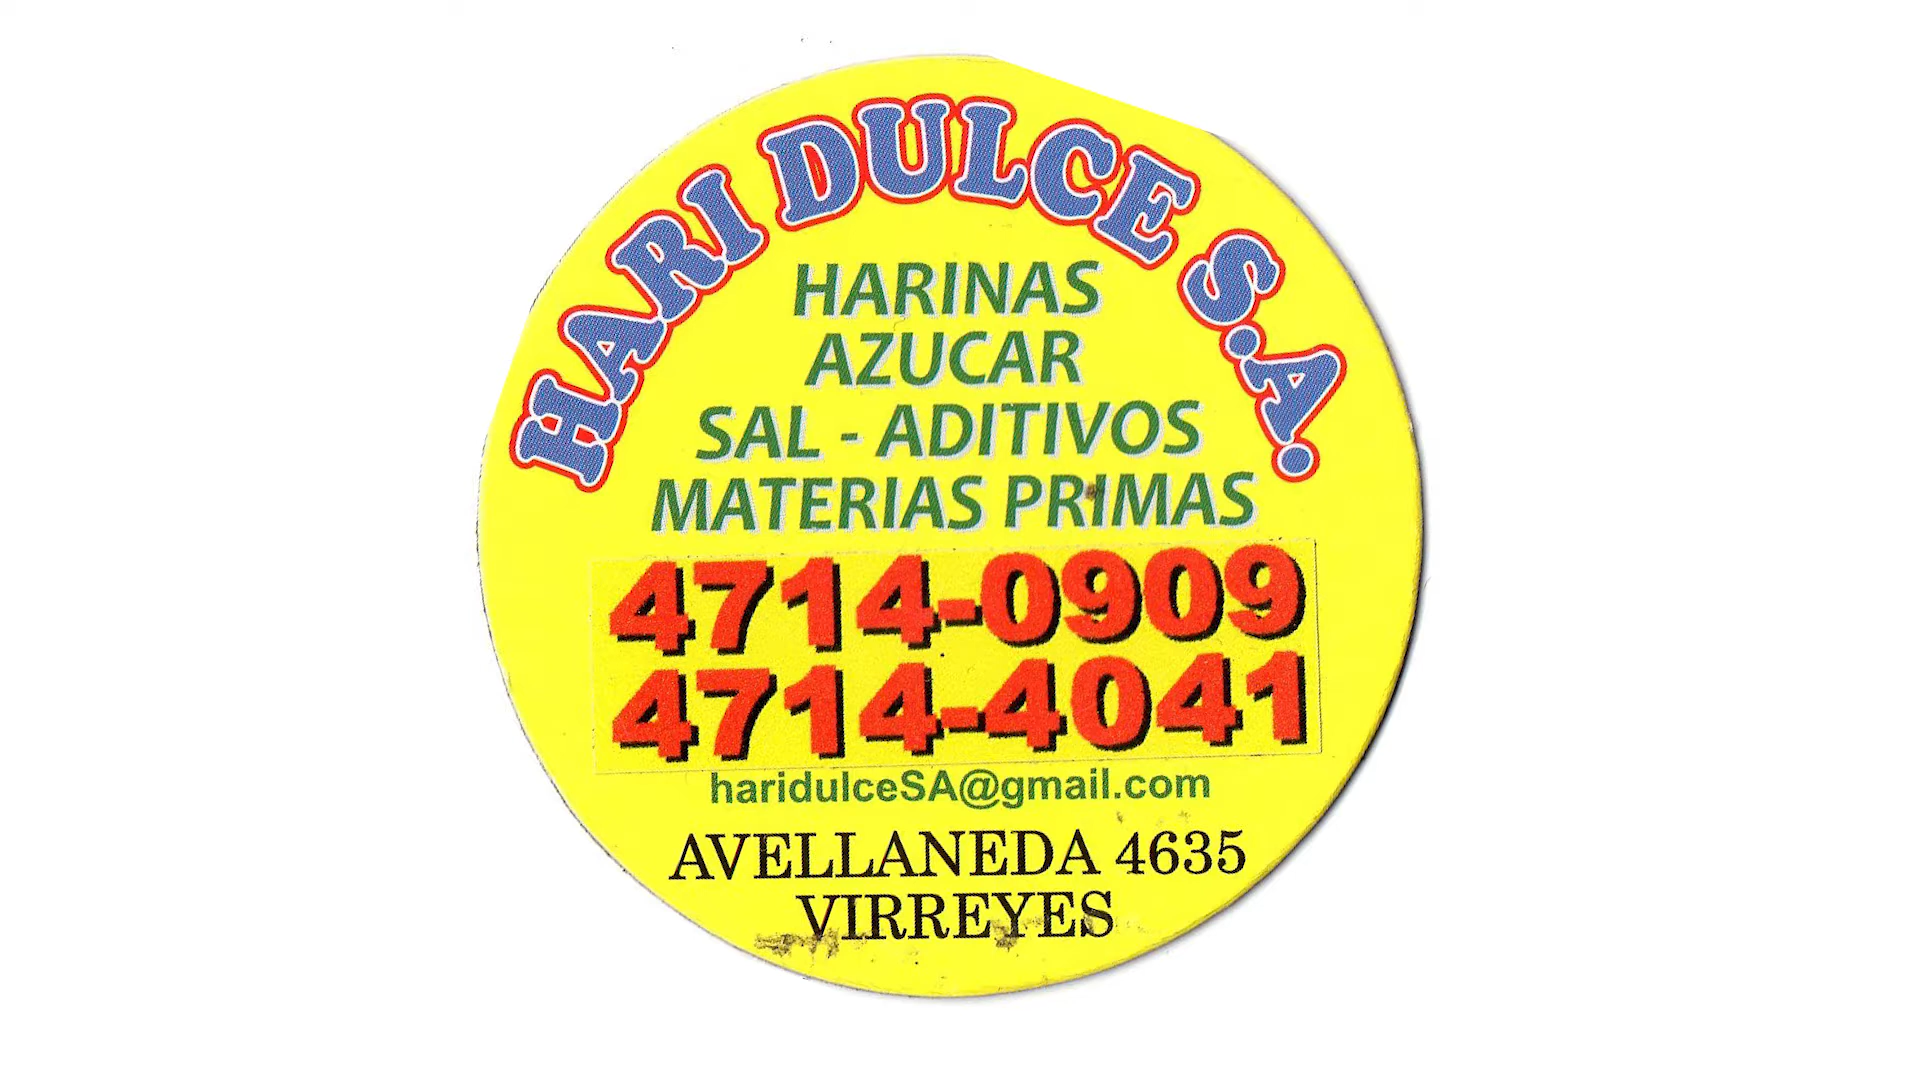 HARI DULCE S.A.
HARINAS
AZUCAR
SAL - ADITIVOS
MATERIAS PRIMAS
4714-0909
4714-4041
haridulceSA@gmail.com
AVELLANEDA 4635
VIRREYES